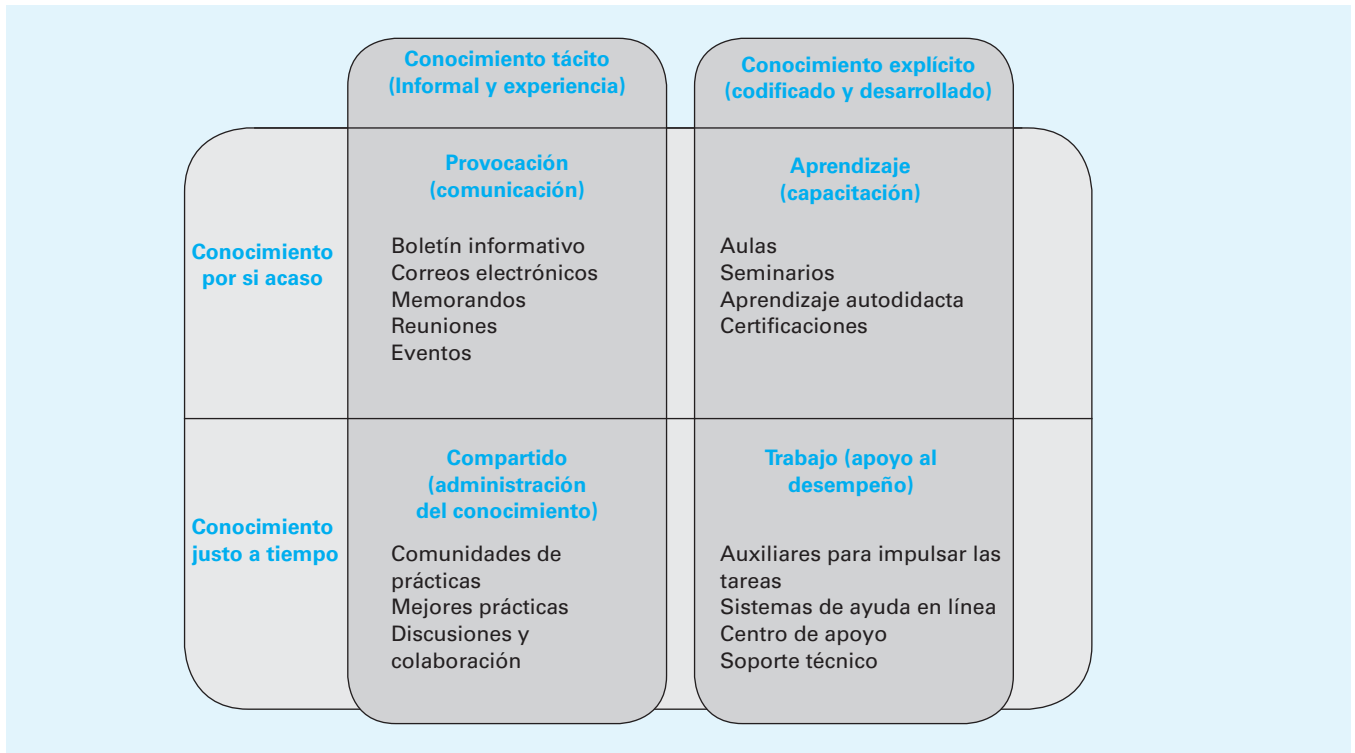 Conocimiento tácito
(Informal y experiencia)
Conocimiento explícito
(codificado y desarrollado)
Conocimiento
por si acaso
Provocación
(comunicación)
Boletín informativo
Correos electrónicos
Memorandos
Reuniones
Eventos
Aprendizaje
(capacitación)
Aulas
Seminarios
Aprendizaje autodidacta
Certificaciones
Conocimiento
justo a tiempo
Compartido
(administración
del conocimiento)
Comunidades de
prácticas
Mejores prácticas
Discusiones y
colaboración
Trabajo (apoyo al
desempeño)
Auxiliares para impulsar las
tareas
Sistemas de ayuda en línea
Centro de apoyo
Soporte técnico